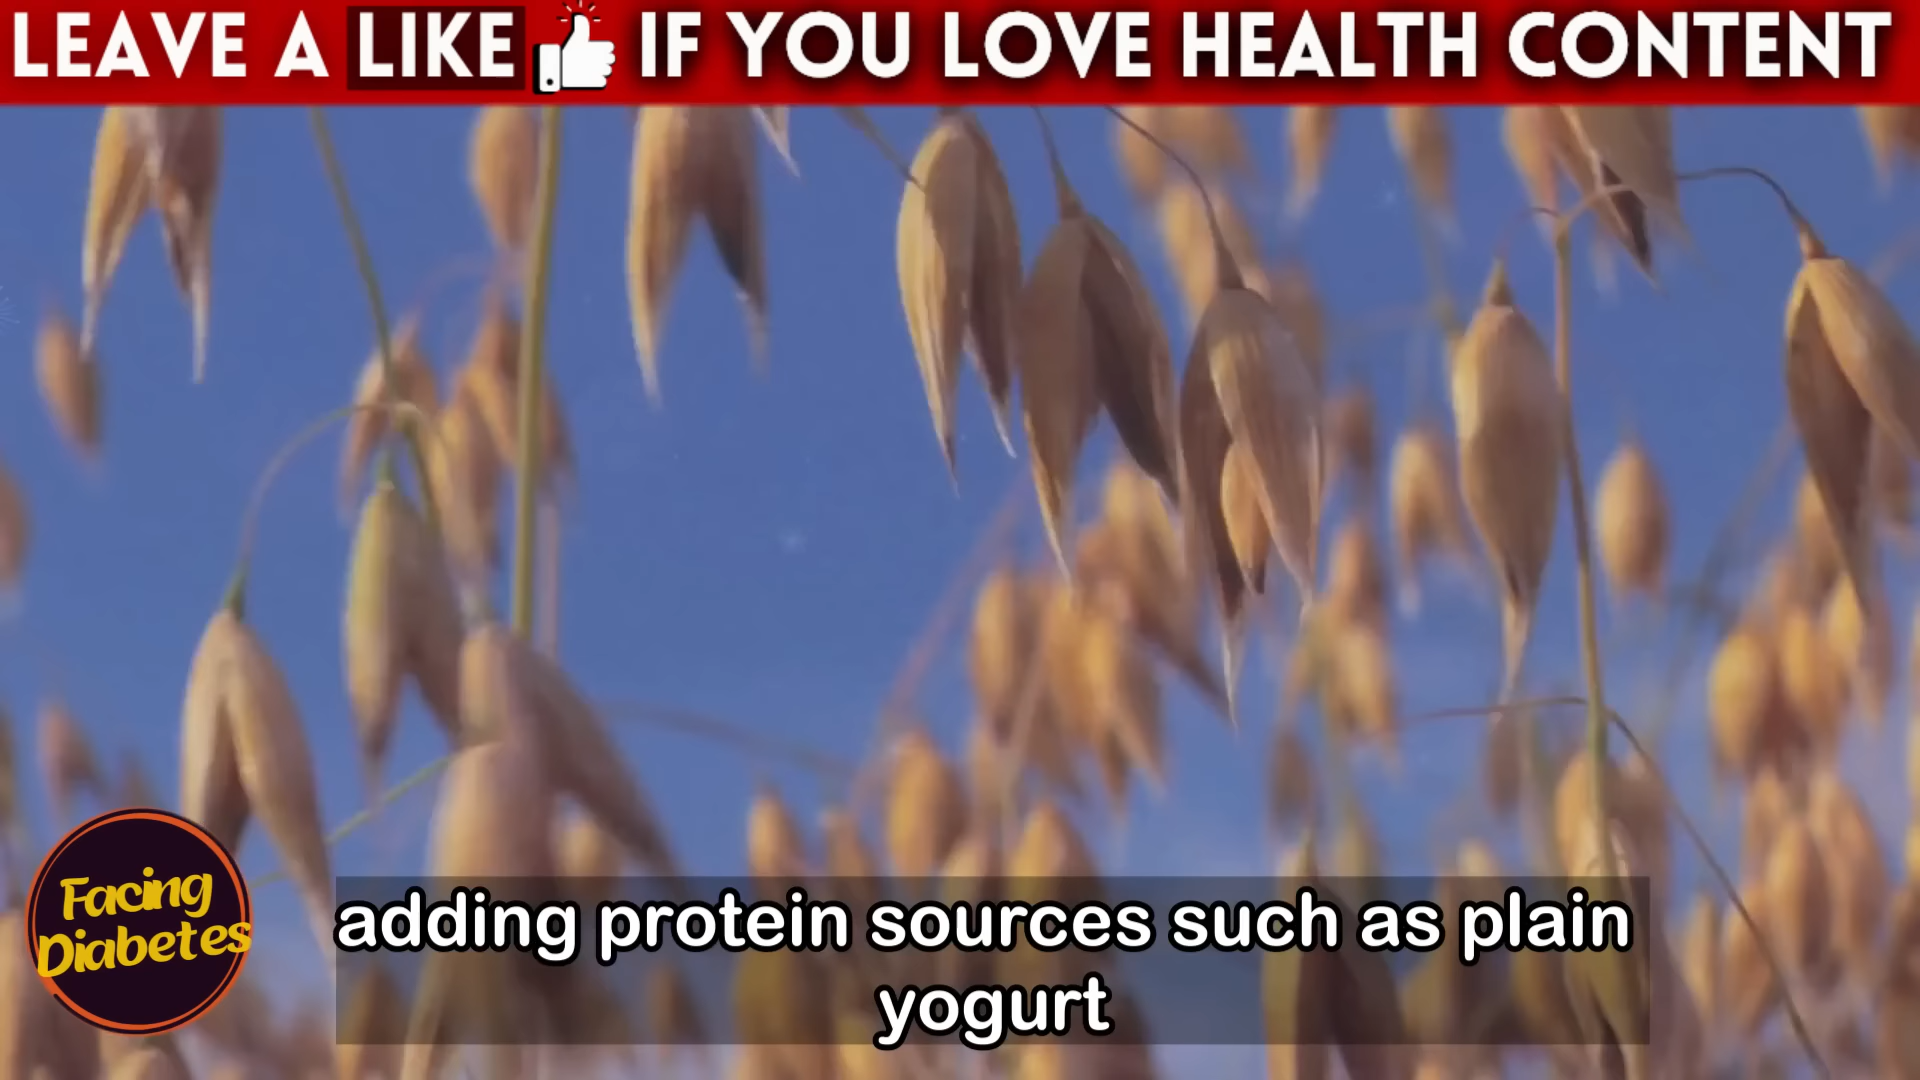 LEAVE A LIKE IF YOU LOVE HEALTH CONTENT
Facing
Diabetes
adding protein sources such as plain
yogurt